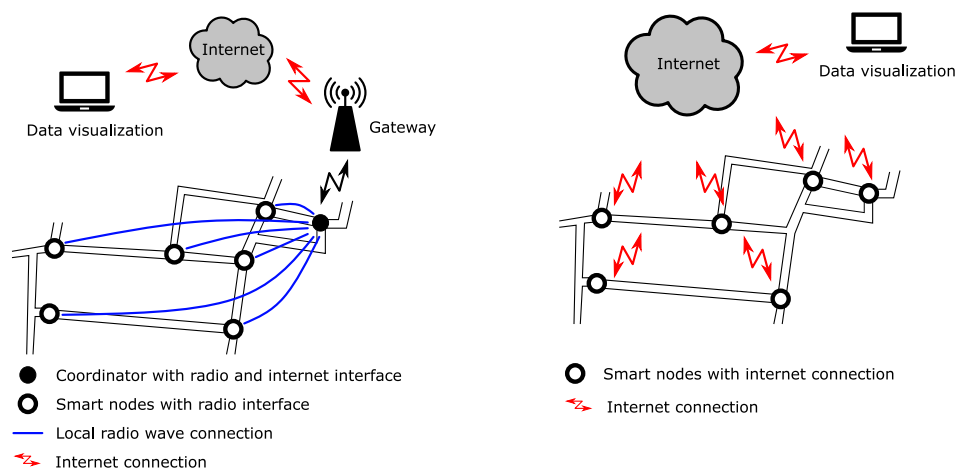 Internet
Data visualization
Gateway
Coordinator with radio and internet interface
Smart nodes with radio interface
Local radio wave connection
Internet connection
Internet
Data visualization
Smart nodes with internet connection
Internet connection